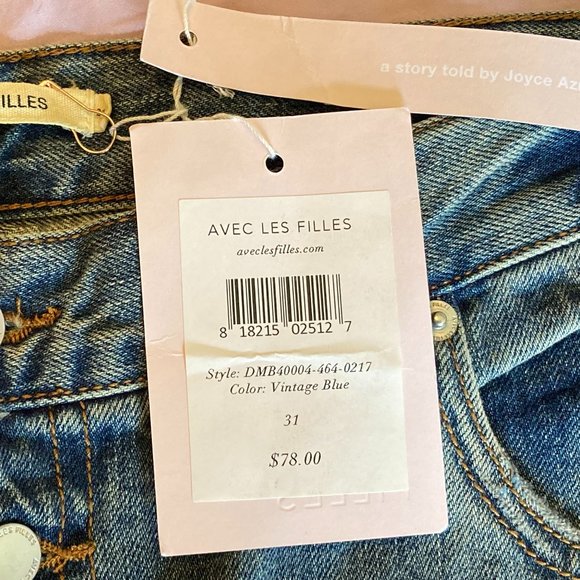 a story told by Joyce
ILLES
AVEC LES FILLES
aveclesfilles.com
8 18215 02512 7
Style: DMB40004-464-0217
Color: Vintage Blue
31
$78.00